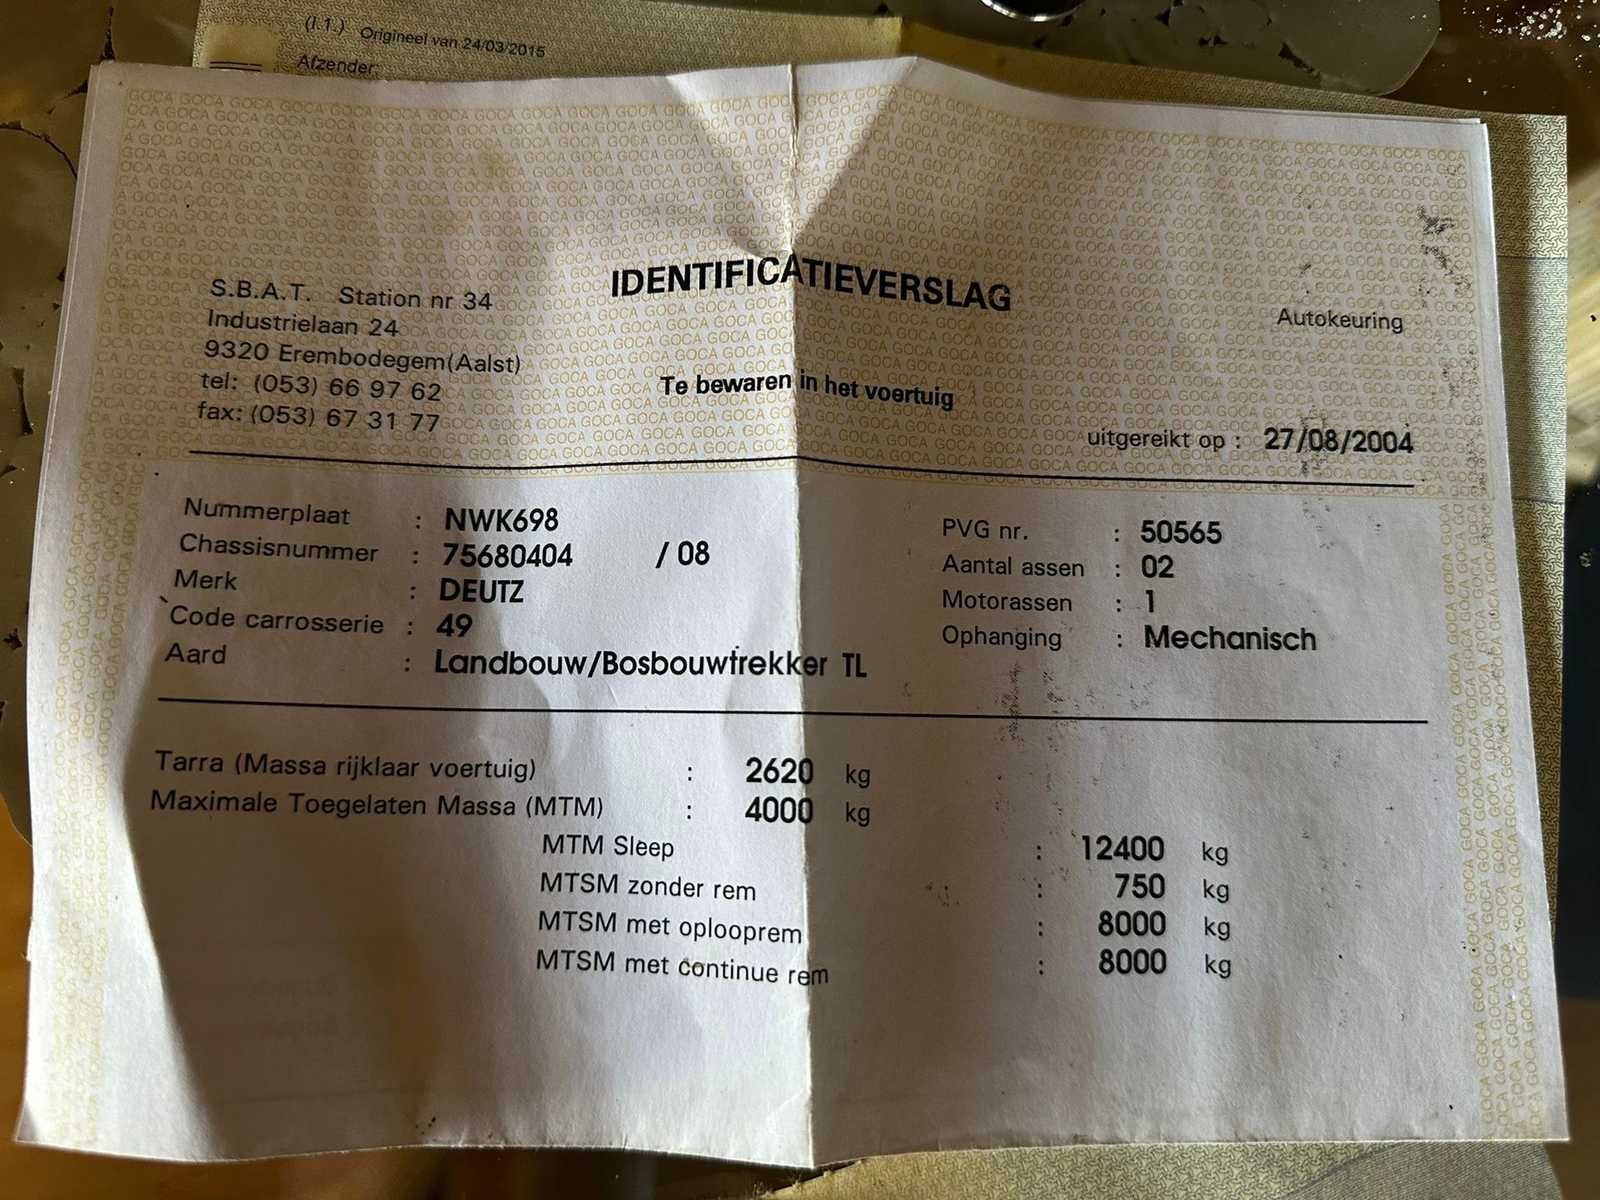 (I.1.) Origineel van 24/03/2015
Afzender:
IDENTIFICATIEVERSLAG
S.B.A.T. Station nr 34
Industrielaan 24
9320 Erembodegem(Aalst)
tel: (053) 66 97 62
fax: (053) 67 31 77
Autokeuring
Te bewaren in het voertuig
uitgereikt op : 27/08/2004
Nummerplaat : NWK698
Chassisnummer : 75680404 / 08
Merk : DEUTZ
Code carrosserie : 49
Aard : Landbouw/Bosbouwtrekker TL
PVG nr. : 50565
Aantal assen : 02
Motorassen : 1
Ophanging : Mechanisch
Tarra (Massa rijklaar voertuig) : 2620 kg
Maximale Toegelaten Massa (MTM) : 4000 kg
MTM Sleep : 12400 kg
MTSM zonder rem : 750 kg
MTSM met oplooprem : 8000 kg
MTSM met continue rem : 8000 kg